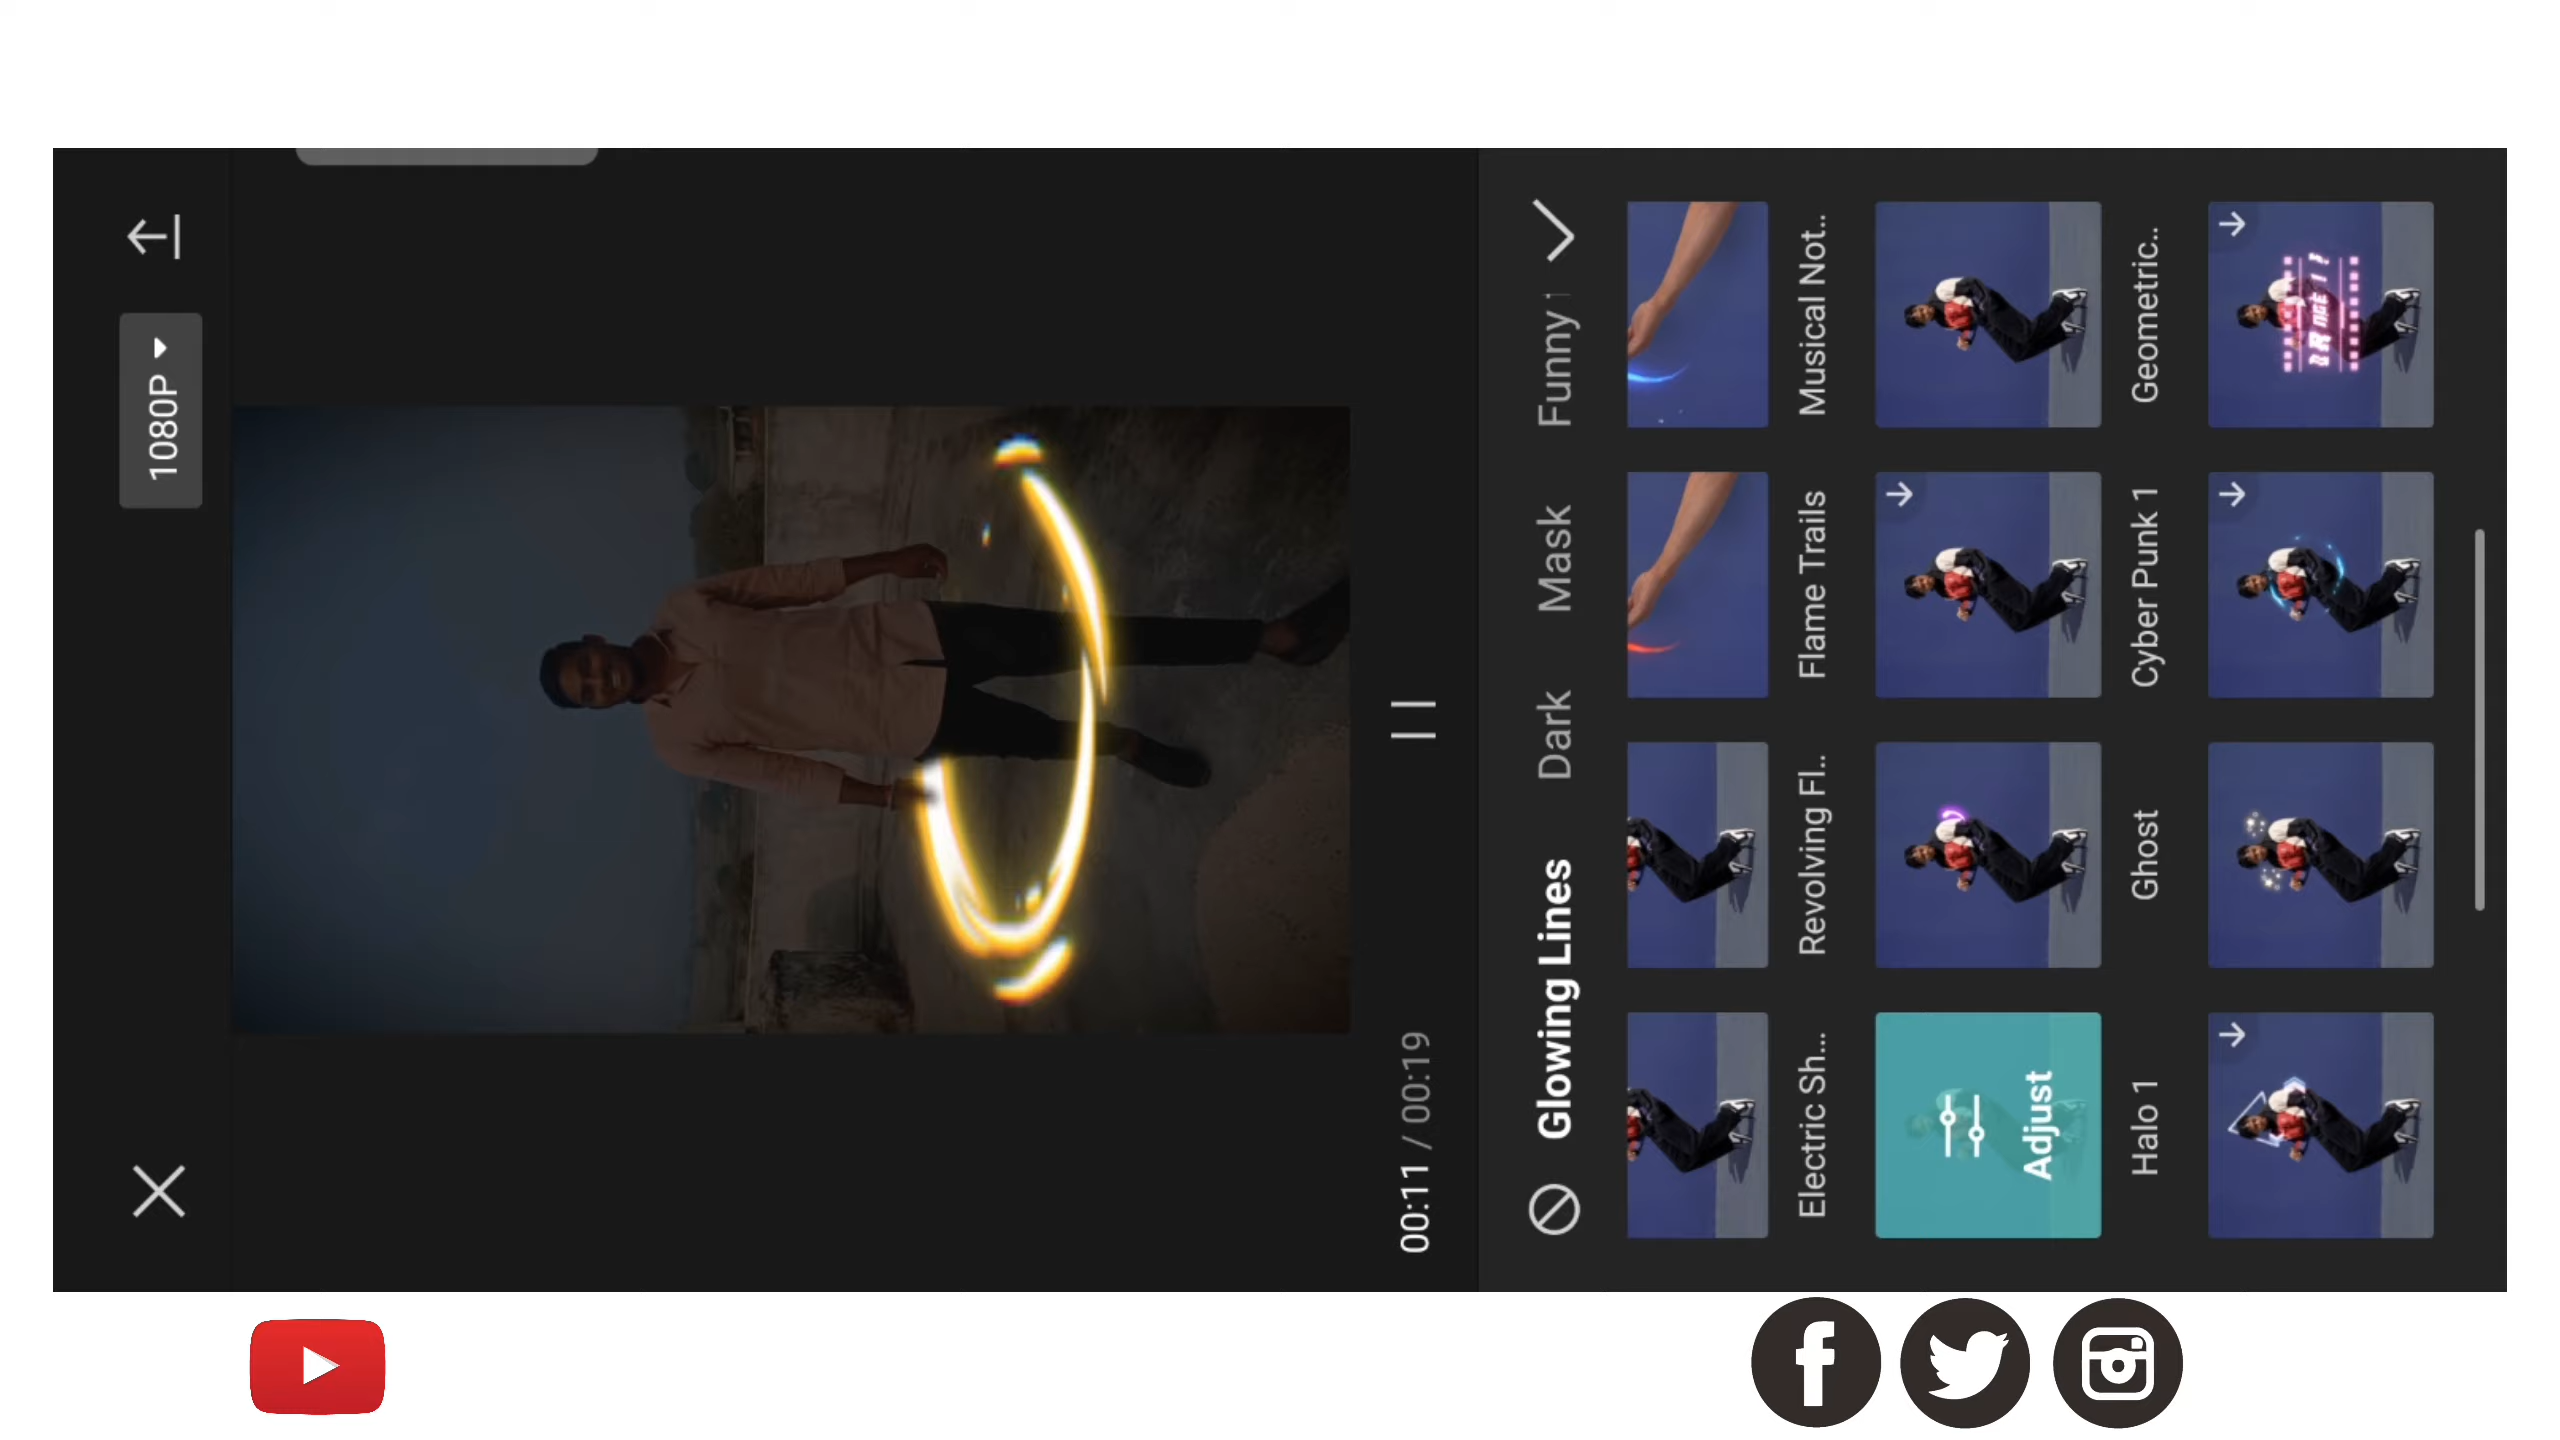 1080P
00:11 / 00:19
Glowing Lines Dark Mask Funny
Electric Sh... Revolving Fl.. Flame Trails Musical Not..
Adjust
Halo 1 Ghost Cyber Punk 1 Geometric..